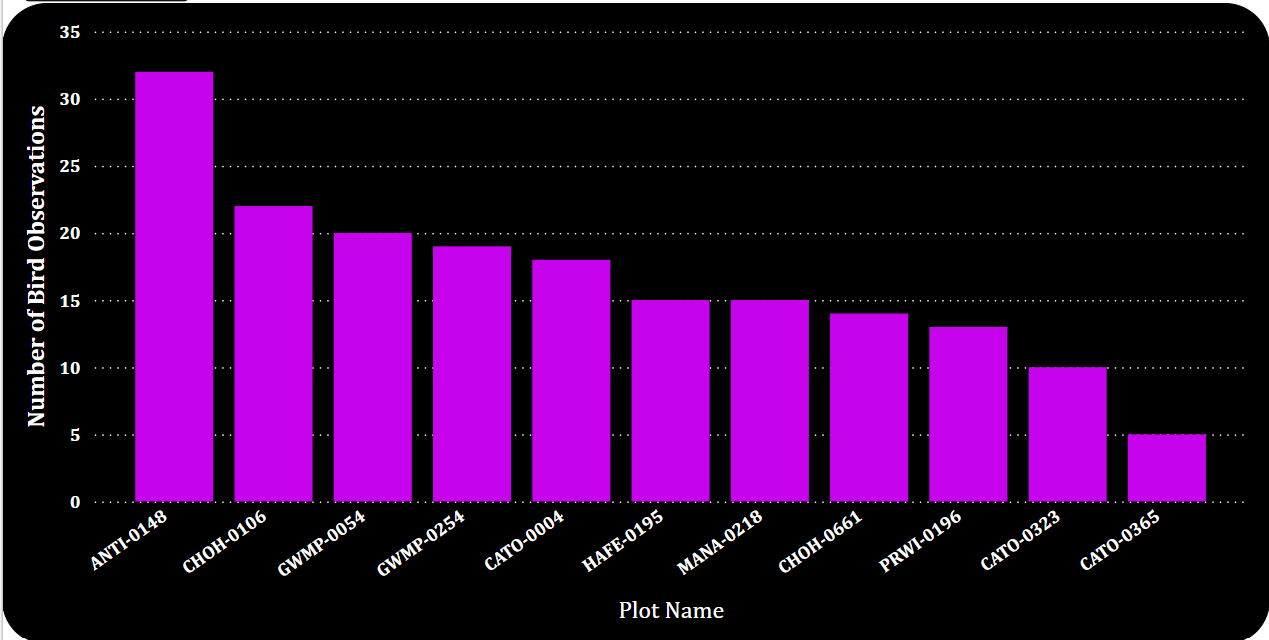 Number of Bird Observations
35
30
25
20
15
10
5
0
ANTI-0148
CHOH-0106
GWMP-0054
GWMP-0254
CATO-0004
HAFE-0195
MANA-0218
CHOH-0661
PRWI-0196
CATO-0323
CATO-0365
Plot Name